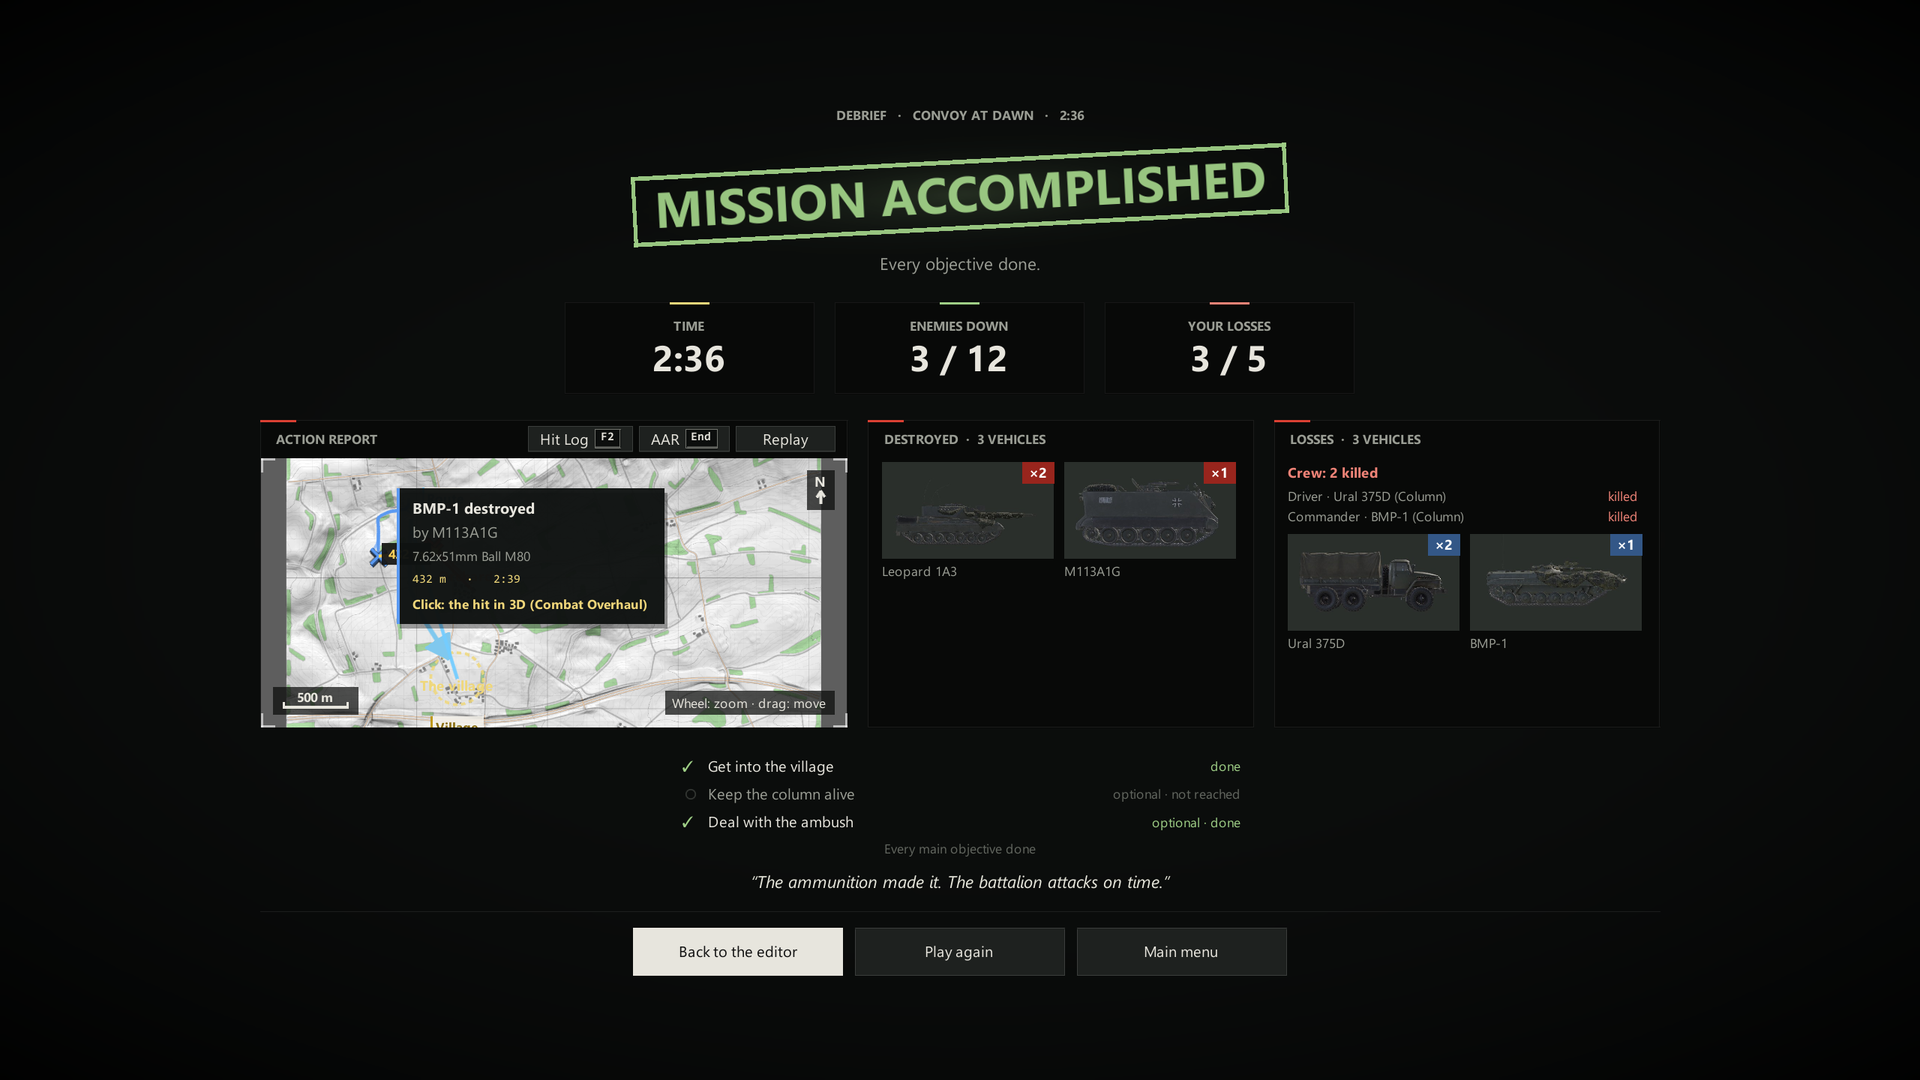 DEBRIEF · CONVOY AT DAWN · 2:36
MISSION ACCOMPLISHED
Every objective done.
TIME
2:36
ENEMIES DOWN
3 / 12
YOUR LOSSES
3 / 5
ACTION REPORT
Hit Log F2
AAR End
Replay
N
BMP-1 destroyed
by M113A1G
7.62x51mm Ball M80
432 m · 2:39
Click: the hit in 3D (Combat Overhaul)
The village
Village
500 m
Wheel: zoom · drag: move
DESTROYED · 3 VEHICLES
×2
×1
Leopard 1A3
M113A1G
LOSSES · 3 VEHICLES
Crew: 2 killed
Driver · Ural 375D (Column) killed
Commander · BMP-1 (Column) killed
×2
×1
Ural 375D
BMP-1
✓ Get into the village done
Keep the column alive optional · not reached
✓ Deal with the ambush optional · done
Every main objective done
“The ammunition made it. The battalion attacks on time.”
Back to the editor
Play again
Main menu